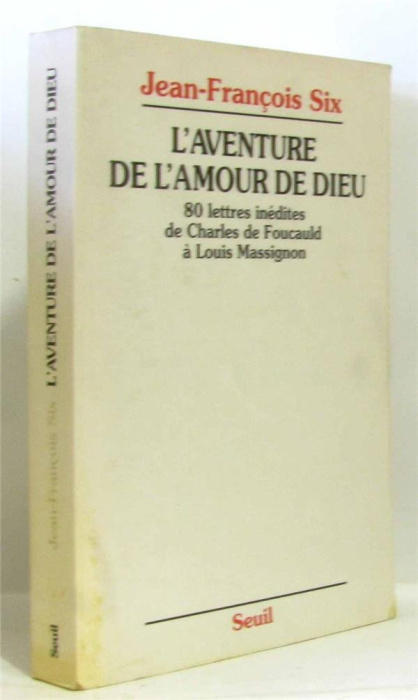 Jean-François Six
L'AVENTURE
DE L'AMOUR DE DIEU
80 lettres inédites
de Charles de Foucauld
à Louis Massignon
Seuil
Jean-François Six L'AVENTURE DE L'AMOUR DE DIEU
Seuil